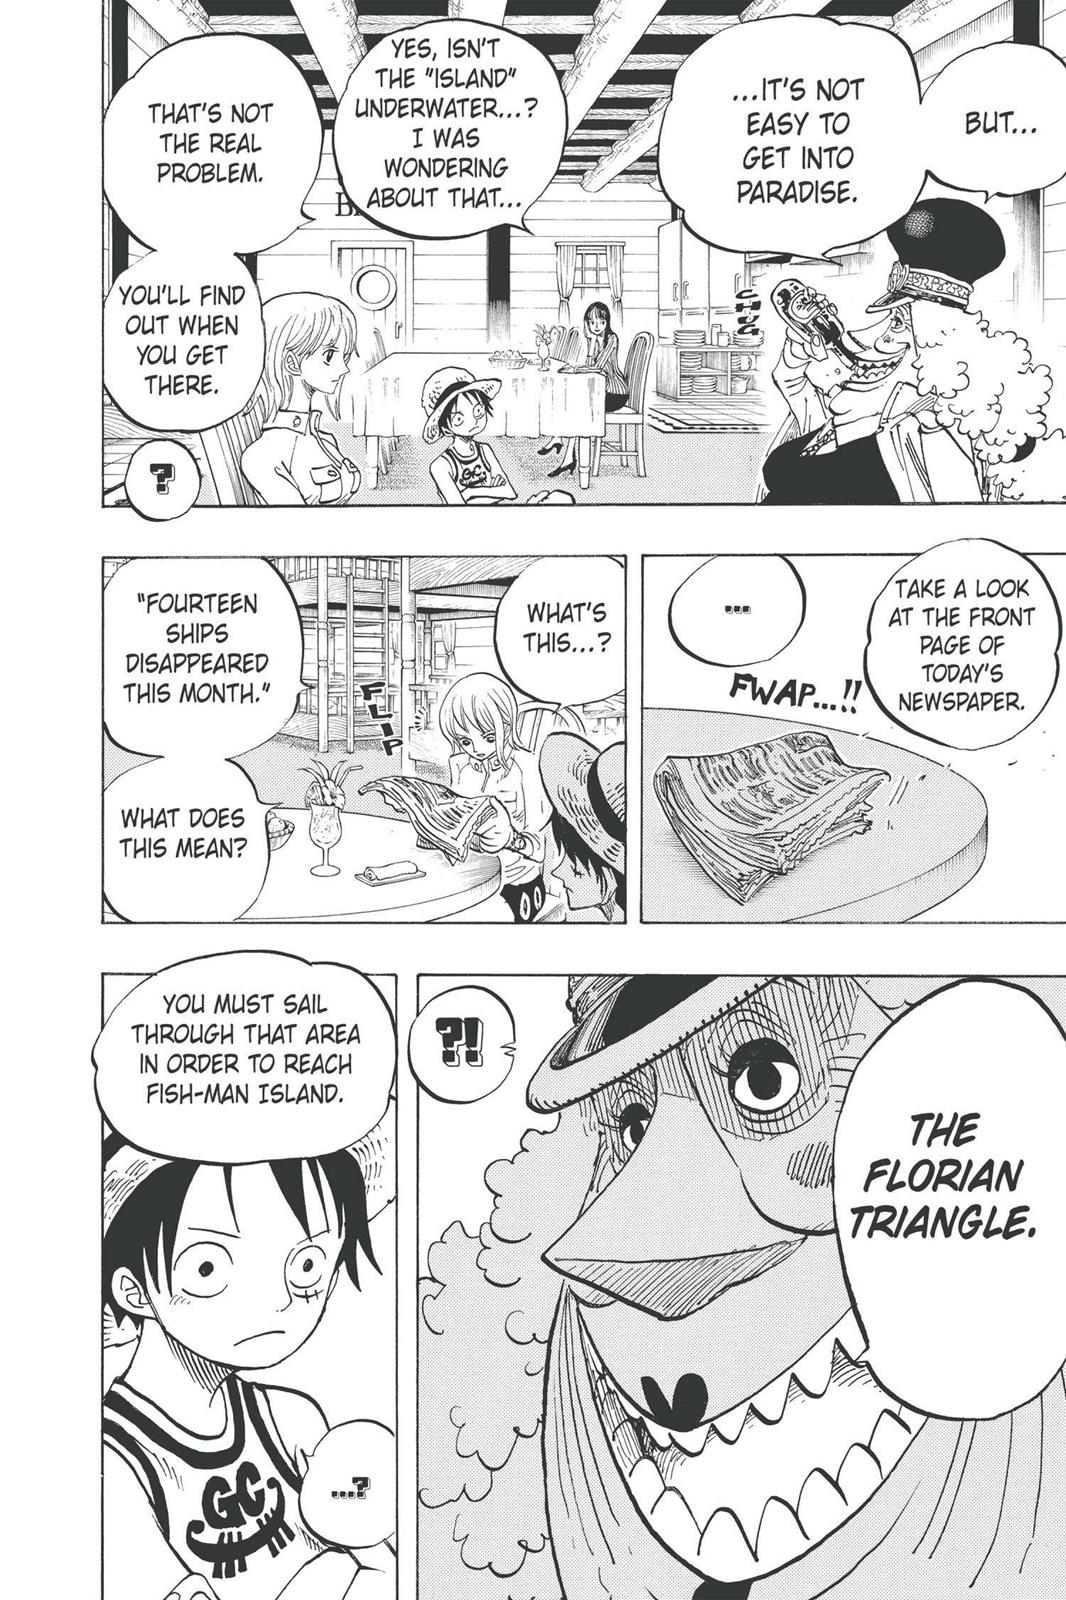 BUT...
...IT'S NOT
EASY TO
GET INTO
PARADISE.
CHUG
YES, ISN'T
THE "ISLAND"
UNDERWATER...?
I WAS
WONDERING
ABOUT THAT...
THAT'S NOT
THE REAL
PROBLEM.
YOU'LL FIND
OUT WHEN
YOU GET
THERE.
?
TAKE A LOOK
AT THE FRONT
PAGE OF
TODAY'S
NEWSPAPER.
...
FWAP...!!
WHAT'S
THIS...?
FLIP
"FOURTEEN
SHIPS
DISAPPEARED
THIS MONTH."
WHAT DOES
THIS MEAN?
THE
FLORIAN
TRIANGLE.
?!
YOU MUST SAIL
THROUGH THAT AREA
IN ORDER TO REACH
FISH-MAN ISLAND.
GC
....?